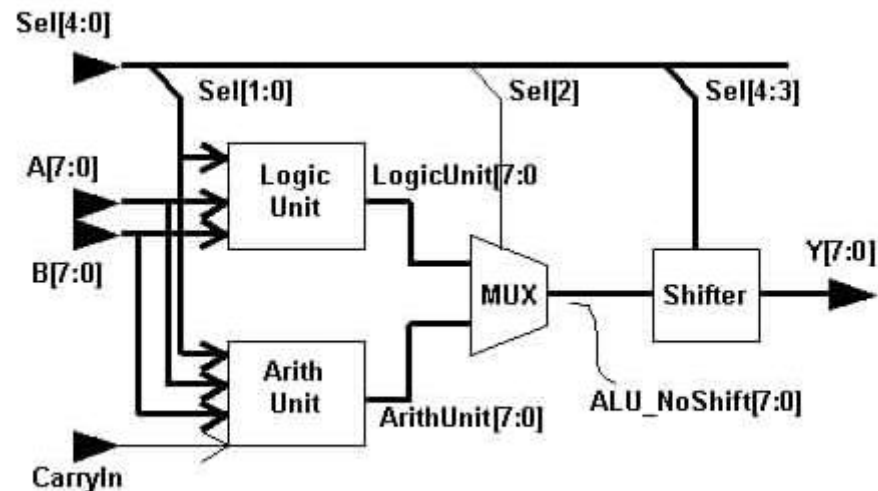 Sel[4:0]
Sel[1:0]
Sel[2]
Sel[4:3]
A[7:0]
B[7:0]
Logic
Unit
LogicUnit[7:0
MUX
Shifter
Y[7:0]
Arith
Unit
ArithUnit[7:0]
ALU_NoShift[7:0]
CarryIn